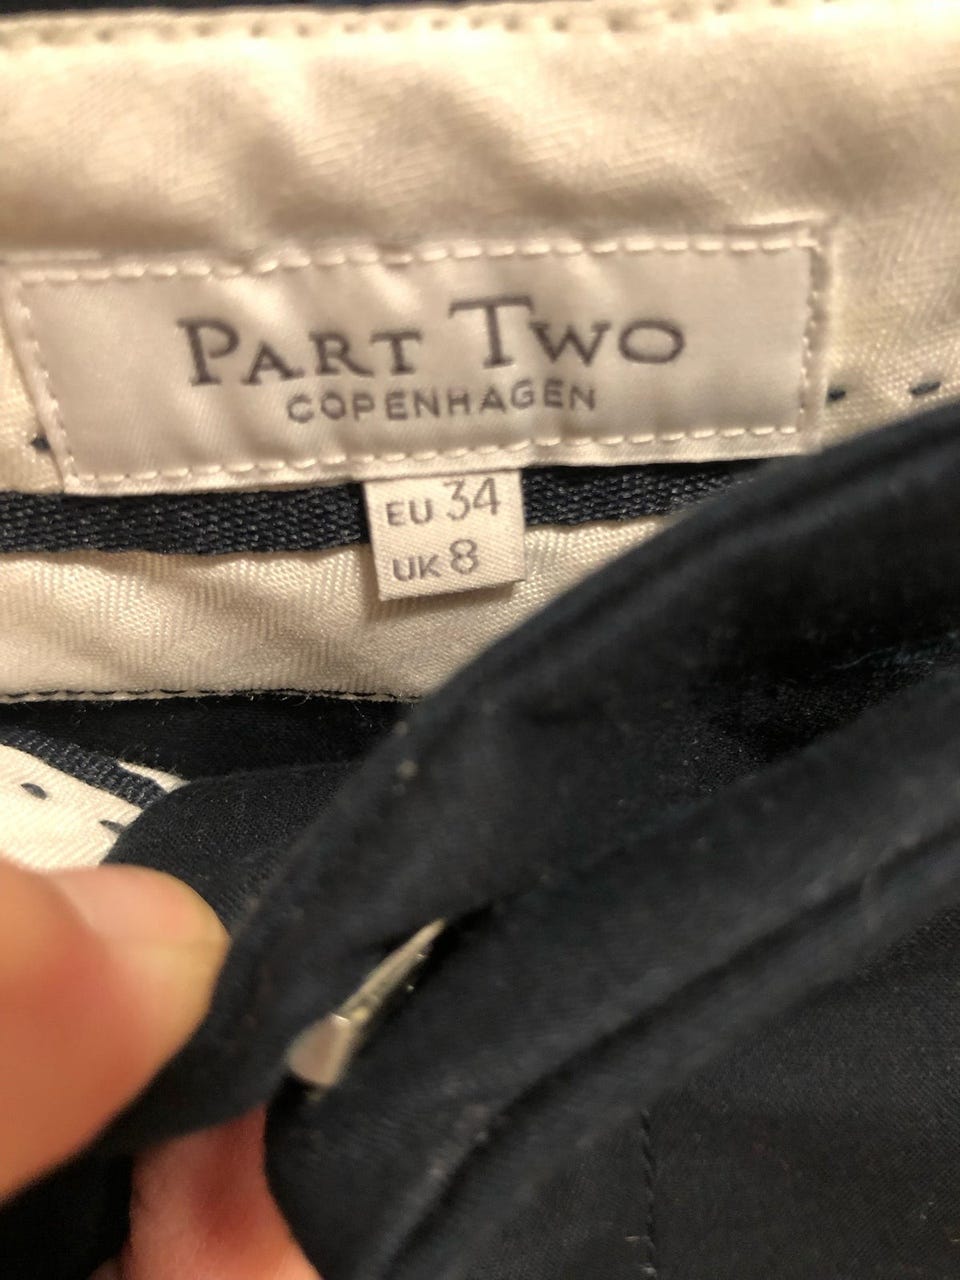 PART TWO
COPENHAGEN
EU 34
UK 8